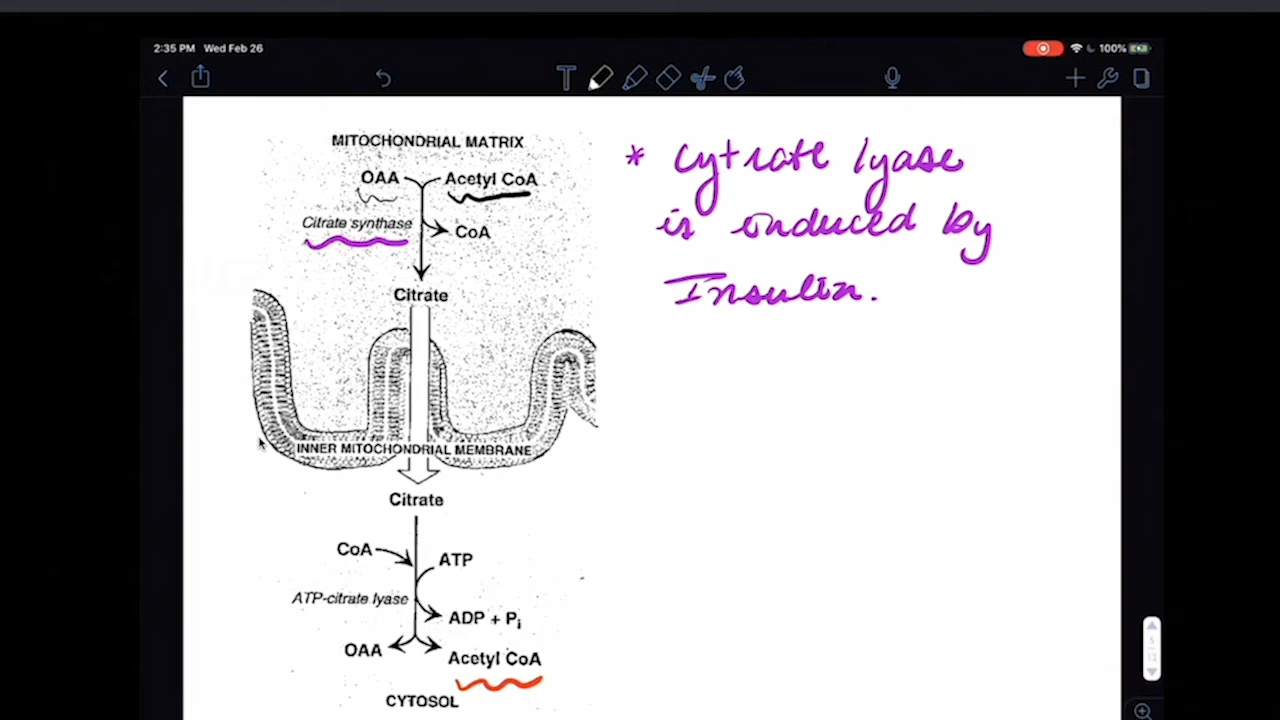 2:35 PM Wed Feb 26
100%
MITOCHONDRIAL MATRIX
OAA Acetyl CoA
Citrate synthase
CoA
Citrate
INNER MITOCHONDRIAL MEMBRANE
Citrate
CoA
ATP
ATP-citrate lyase
ADP + Pi
OAA
Acetyl CoA
CYTOSOL
* Cytrate lyase
is induced by
Insulin.
T